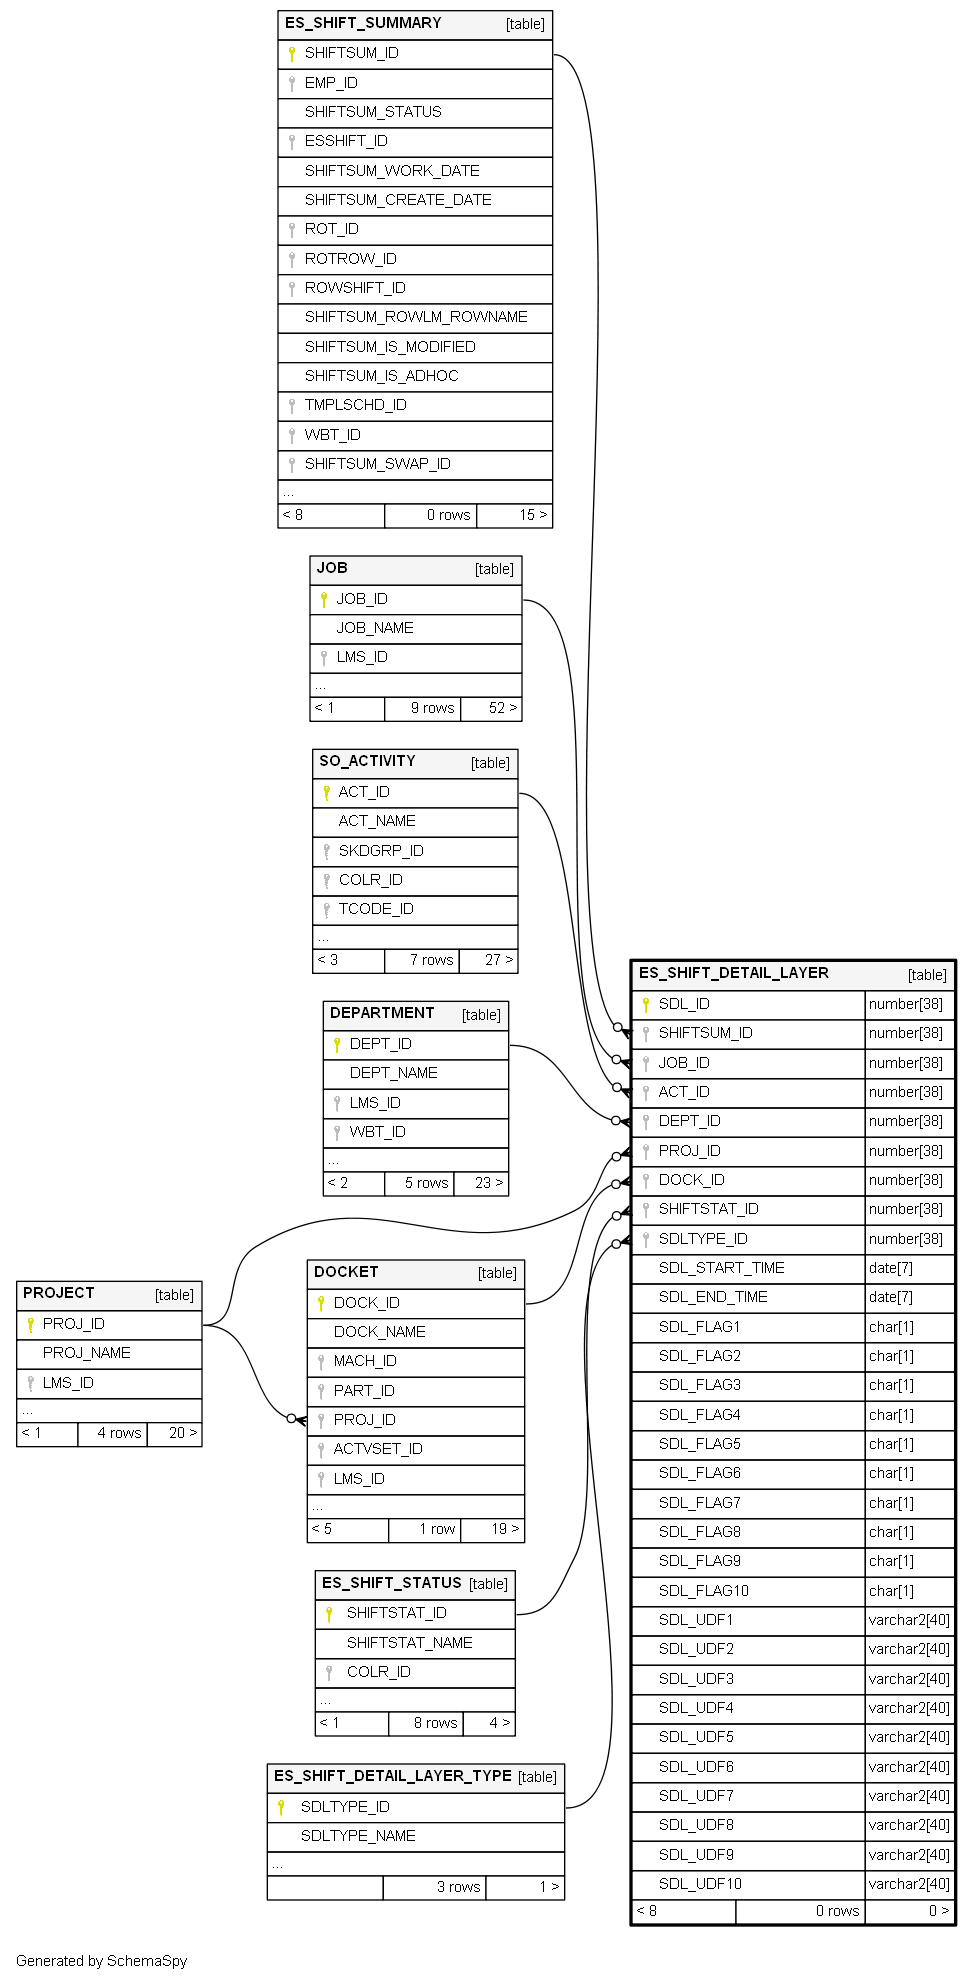 ES_SHIFT_SUMMARY [table]
SHIFTSUM_ID
EMP_ID
SHIFTSUM_STATUS
ESSHIFT_ID
SHIFTSUM_WORK_DATE
SHIFTSUM_CREATE_DATE
ROT_ID
ROTROW_ID
ROWSHIFT_ID
SHIFTSUM_ROWLM_ROWNAME
SHIFTSUM_IS_MODIFIED
SHIFTSUM_IS_ADHOC
TMPLSCHD_ID
WBT_ID
SHIFTSUM_SWAP_ID
...
< 8 0 rows 15 >
JOB [table]
JOB_ID
JOB_NAME
LMS_ID
...
< 1 9 rows 52 >
SO_ACTIVITY [table]
ACT_ID
ACT_NAME
SKDGRP_ID
COLR_ID
TCODE_ID
...
< 3 7 rows 27 >
DEPARTMENT [table]
DEPT_ID
DEPT_NAME
LMS_ID
WBT_ID
...
< 2 5 rows 23 >
PROJECT [table]
PROJ_ID
PROJ_NAME
LMS_ID
...
< 1 4 rows 20 >
DOCKET [table]
DOCK_ID
DOCK_NAME
MACH_ID
PART_ID
PROJ_ID
ACTVSET_ID
LMS_ID
...
< 5 1 row 19 >
ES_SHIFT_STATUS [table]
SHIFTSTAT_ID
SHIFTSTAT_NAME
COLR_ID
...
< 1 8 rows 4 >
ES_SHIFT_DETAIL_LAYER_TYPE [table]
SDLTYPE_ID
SDLTYPE_NAME
...
3 rows 1 >
ES_SHIFT_DETAIL_LAYER [table]
SDL_ID number[38]
SHIFTSUM_ID number[38]
JOB_ID number[38]
ACT_ID number[38]
DEPT_ID number[38]
PROJ_ID number[38]
DOCK_ID number[38]
SHIFTSTAT_ID number[38]
SDLTYPE_ID number[38]
SDL_START_TIME date[7]
SDL_END_TIME date[7]
SDL_FLAG1 char[1]
SDL_FLAG2 char[1]
SDL_FLAG3 char[1]
SDL_FLAG4 char[1]
SDL_FLAG5 char[1]
SDL_FLAG6 char[1]
SDL_FLAG7 char[1]
SDL_FLAG8 char[1]
SDL_FLAG9 char[1]
SDL_FLAG10 char[1]
SDL_UDF1 varchar2[40]
SDL_UDF2 varchar2[40]
SDL_UDF3 varchar2[40]
SDL_UDF4 varchar2[40]
SDL_UDF5 varchar2[40]
SDL_UDF6 varchar2[40]
SDL_UDF7 varchar2[40]
SDL_UDF8 varchar2[40]
SDL_UDF9 varchar2[40]
SDL_UDF10 varchar2[40]
< 8 0 rows 0 >
Generated by SchemaSpy